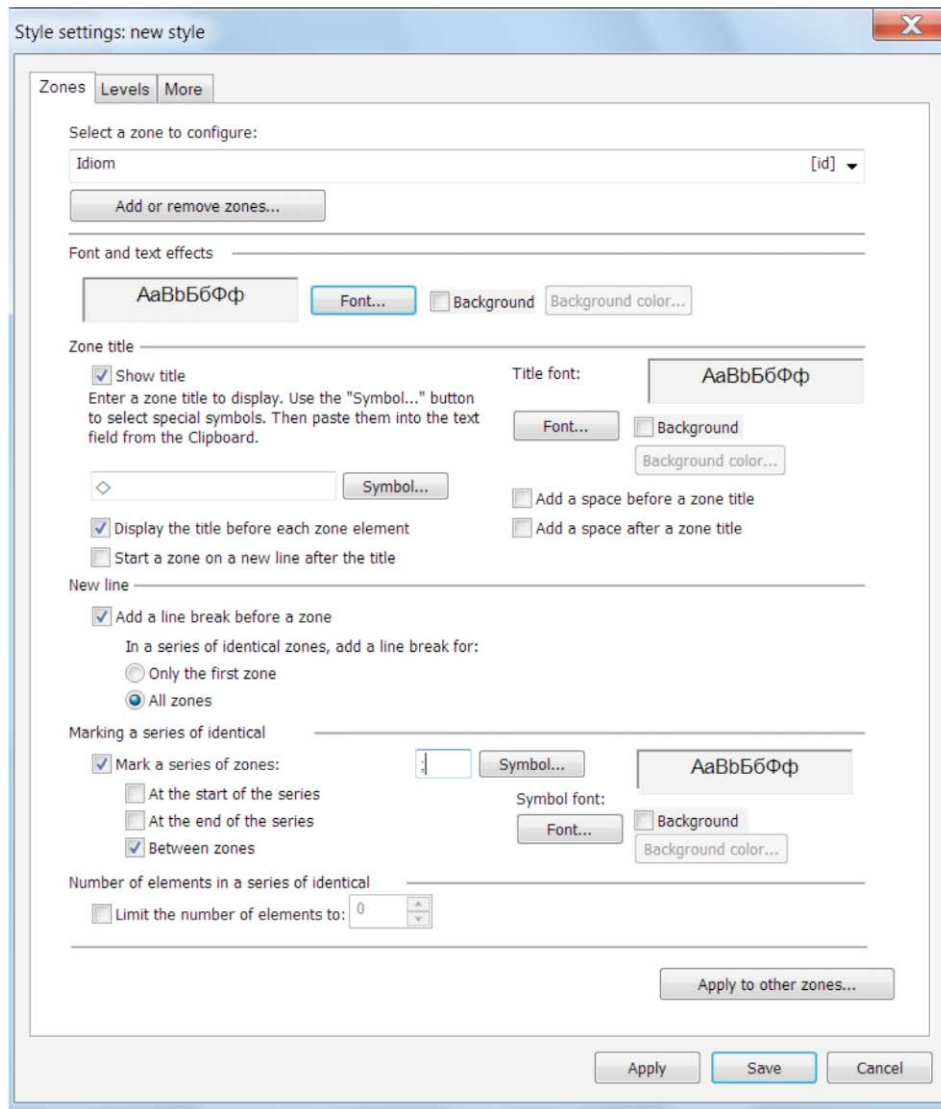 Style settings: new style
Zones Levels More
Select a zone to configure:
Idiom [id]
Add or remove zones...
Font and text effects
AaBbБбФф Font... Background Background color...
Zone title
Show title
Enter a zone title to display. Use the "Symbol..." button
to select special symbols. Then paste them into the text
field from the Clipboard.
◇ Symbol...
Display the title before each zone element
Start a zone on a new line after the title
Title font: AaBbБбФф
Font... Background
Background color...
Add a space before a zone title
Add a space after a zone title
New line
Add a line break before a zone
In a series of identical zones, add a line break for:
Only the first zone
All zones
Marking a series of identical
Mark a series of zones: ; Symbol... AaBbБбФф
At the start of the series
At the end of the series
Between zones
Symbol font:
Font... Background
Background color...
Number of elements in a series of identical
Limit the number of elements to: 0
Apply to other zones...
Apply Save Cancel